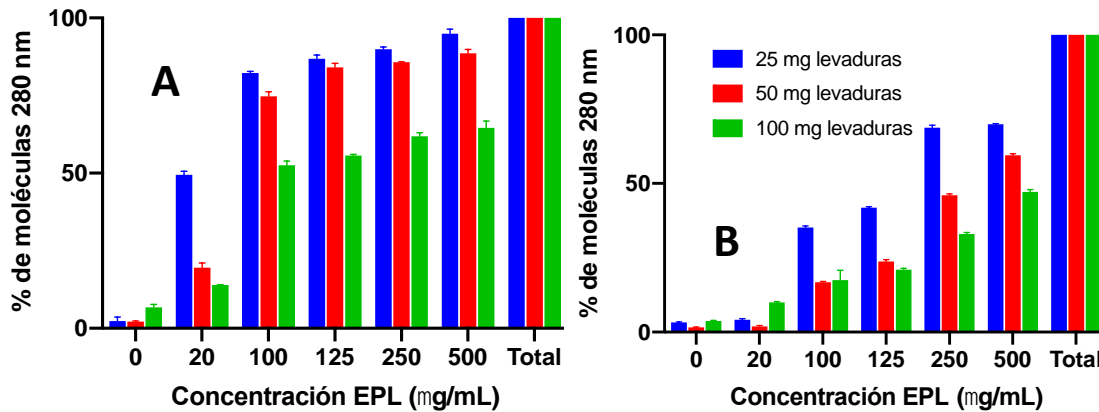 % de moléculas 280 nm
100
50
0
A
0 20 100 125 250 500 Total
Concentración EPL (mg/mL)
% de moléculas 280 nm
100
50
0
25 mg levaduras
50 mg levaduras
100 mg levaduras
B
0 20 100 125 250 500 Total
Concentración EPL (mg/mL)